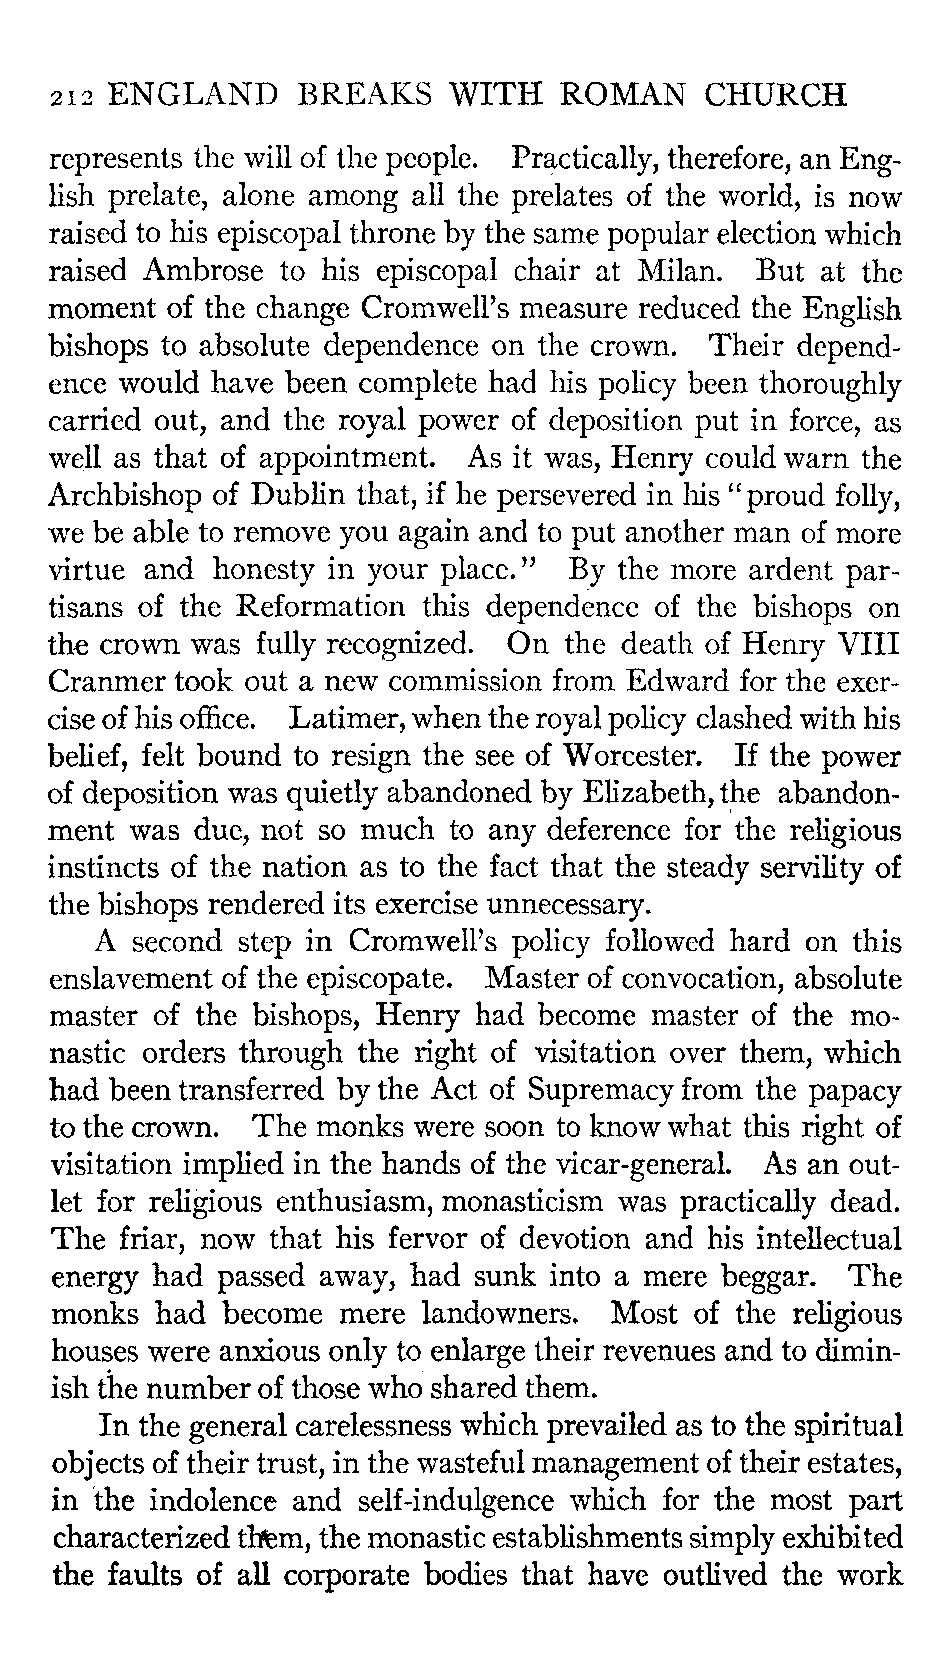 212 ENGLAND BREAKS WITH ROMAN CHURCH
represents the will of the people. Practically, therefore, an Eng-
lish prelate, alone among all the prelates of the world, is now
raised to his episcopal throne by the same popular election which
raised Ambrose to his episcopal chair at Milan. But at the
moment of the change Cromwell's measure reduced the English
bishops to absolute dependence on the crown. Their depend-
ence would have been complete had his policy been thoroughly
carried out, and the royal power of deposition put in force, as
well as that of appointment. As it was, Henry could warn the
Archbishop of Dublin that, if he persevered in his "proud folly,
we be able to remove you again and to put another man of more
virtue and honesty in your place." By the more ardent par-
tisans of the Reformation this dependence of the bishops on
the crown was fully recognized. On the death of Henry VIII
Cranmer took out a new commission from Edward for the exer-
cise of his office. Latimer, when the royal policy clashed with his
belief, felt bound to resign the see of Worcester. If the power
of deposition was quietly abandoned by Elizabeth, the abandon-
ment was due, not so much to any deference for the religious
instincts of the nation as to the fact that the steady servility of
the bishops rendered its exercise unnecessary.
A second step in Cromwell's policy followed hard on this
enslavement of the episcopate. Master of convocation, absolute
master of the bishops, Henry had become master of the mo-
nastic orders through the right of visitation over them, which
had been transferred by the Act of Supremacy from the papacy
to the crown. The monks were soon to know what this right of
visitation implied in the hands of the vicar-general. As an out-
let for religious enthusiasm, monasticism was practically dead.
The friar, now that his fervor of devotion and his intellectual
energy had passed away, had sunk into a mere beggar. The
monks had become mere landowners. Most of the religious
houses were anxious only to enlarge their revenues and to dimin-
ish the number of those who shared them.
In the general carelessness which prevailed as to the spiritual
objects of their trust, in the wasteful management of their estates,
in the indolence and self-indulgence which for the most part
characterized them, the monastic establishments simply exhibited
the faults of all corporate bodies that have outlived the work